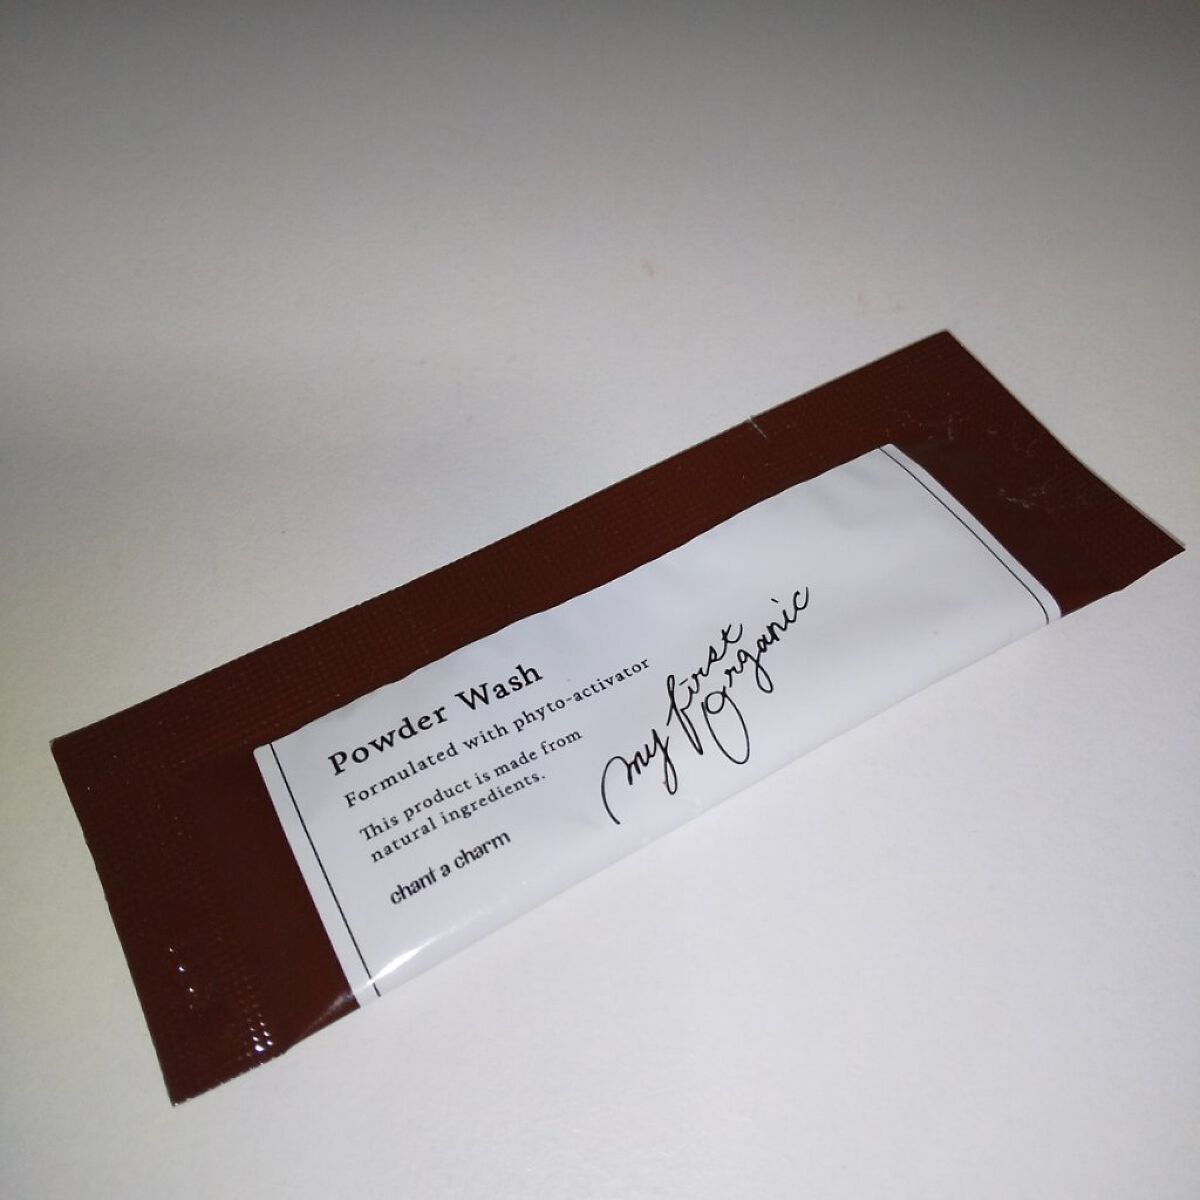 Powder Wash
Formulated with phyto-activator
This product is made from
natural ingredients.
chant a charm
my first
Organic